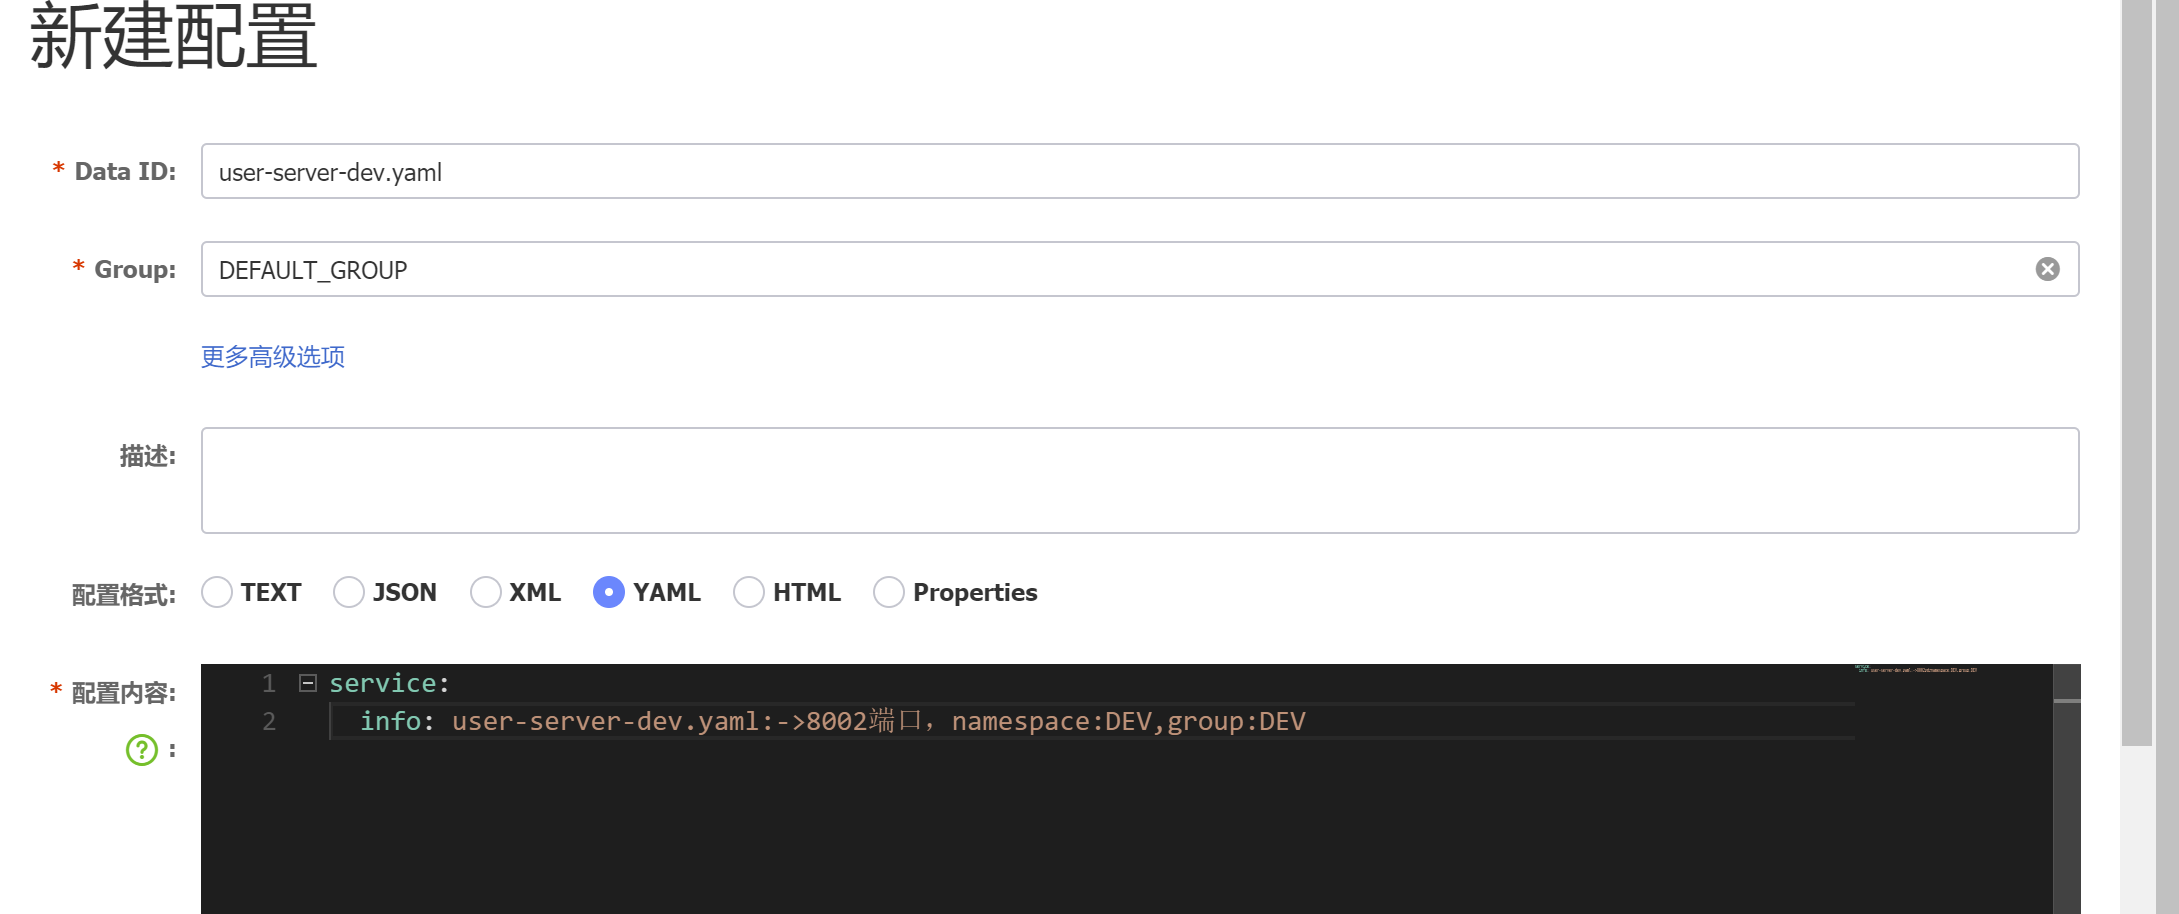 新建配置
* Data ID: user-server-dev.yaml
* Group: DEFAULT_GROUP
更多高级选项
描述:
配置格式: TEXT JSON XML YAML HTML Properties
* 配置内容:
? :
1 service:
2 info: user-server-dev.yaml:->8002端口，namespace:DEV,group:DEV